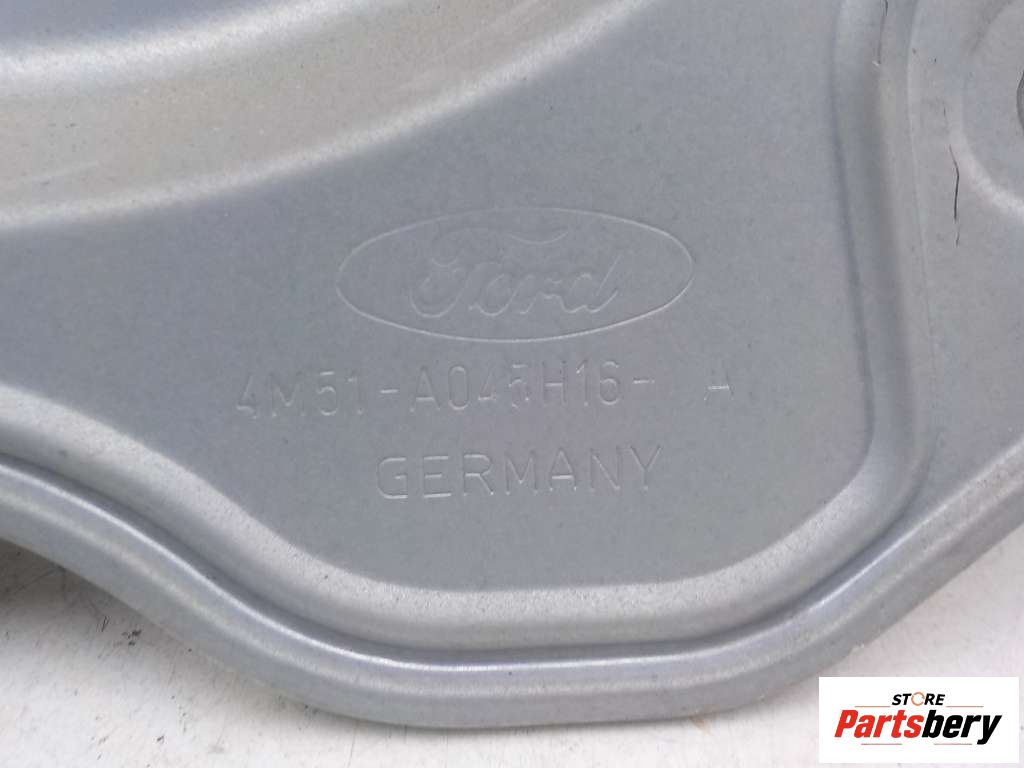 Ford
4M51-A045H16- A
GERMANY
STORE
Partsbery